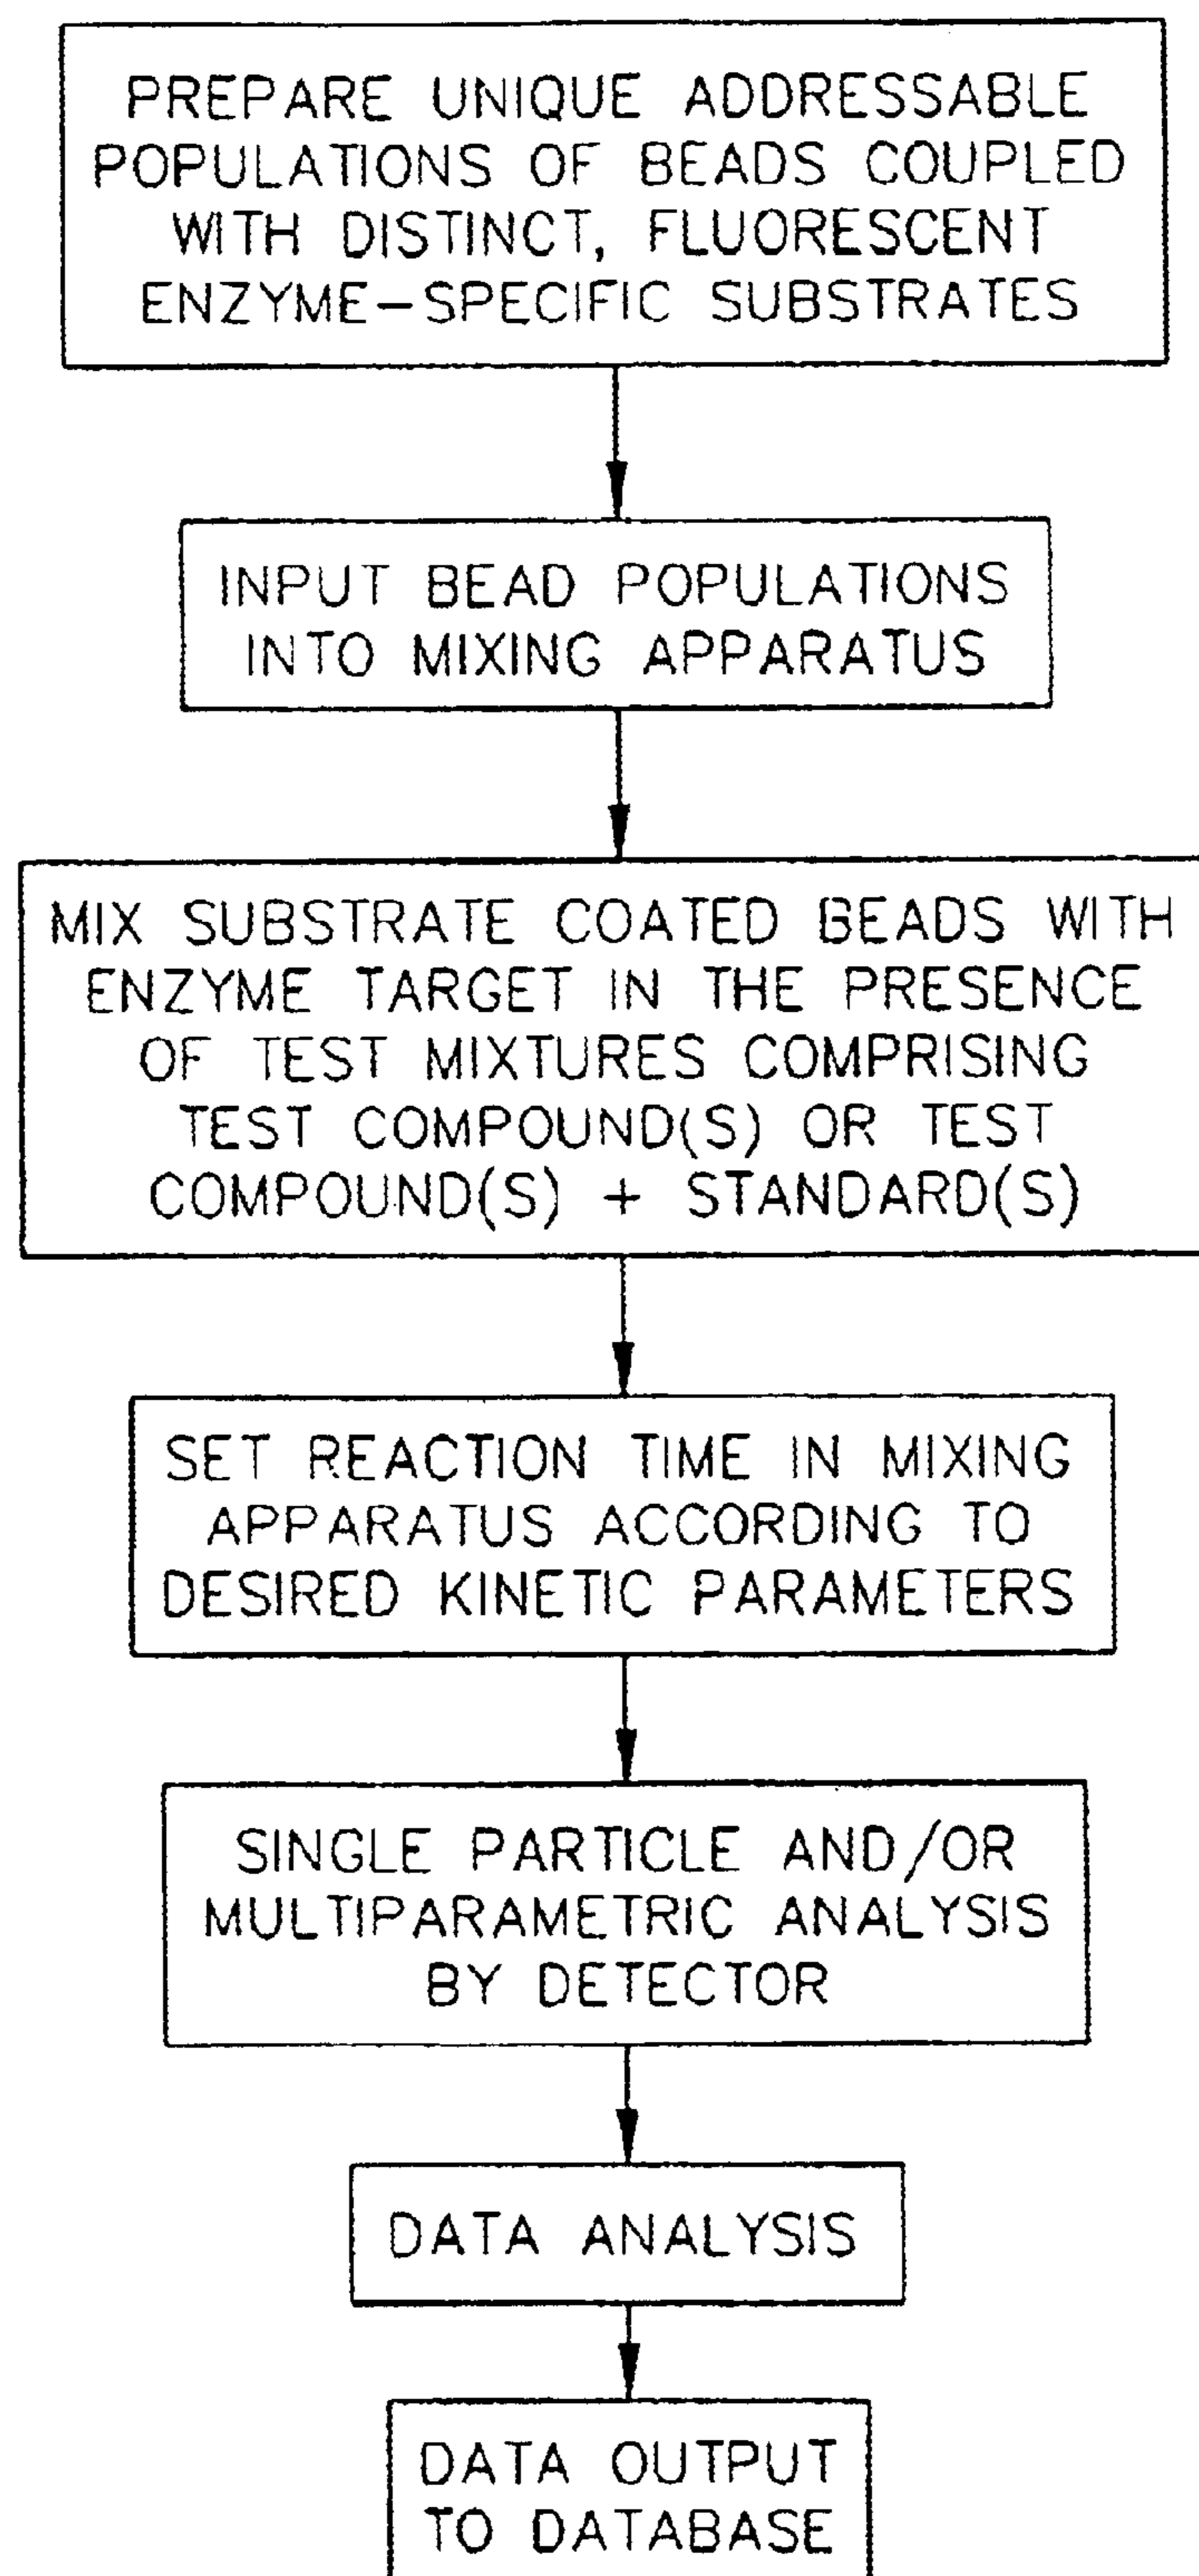 PREPARE UNIQUE ADDRESSABLE
POPULATIONS OF BEADS COUPLED
WITH DISTINCT, FLUORESCENT
ENZYME-SPECIFIC SUBSTRATES
INPUT BEAD POPULATIONS
INTO MIXING APPARATUS
MIX SUBSTRATE COATED BEADS WITH
ENZYME TARGET IN THE PRESENCE
OF TEST MIXTURES COMPRISING
TEST COMPOUND(S) OR TEST
COMPOUND(S) + STANDARD(S)
SET REACTION TIME IN MIXING
APPARATUS ACCORDING TO
DESIRED KINETIC PARAMETERS
SINGLE PARTICLE AND/OR
MULTIPARAMETRIC ANALYSIS
BY DETECTOR
DATA ANALYSIS
DATA OUTPUT
TO DATABASE